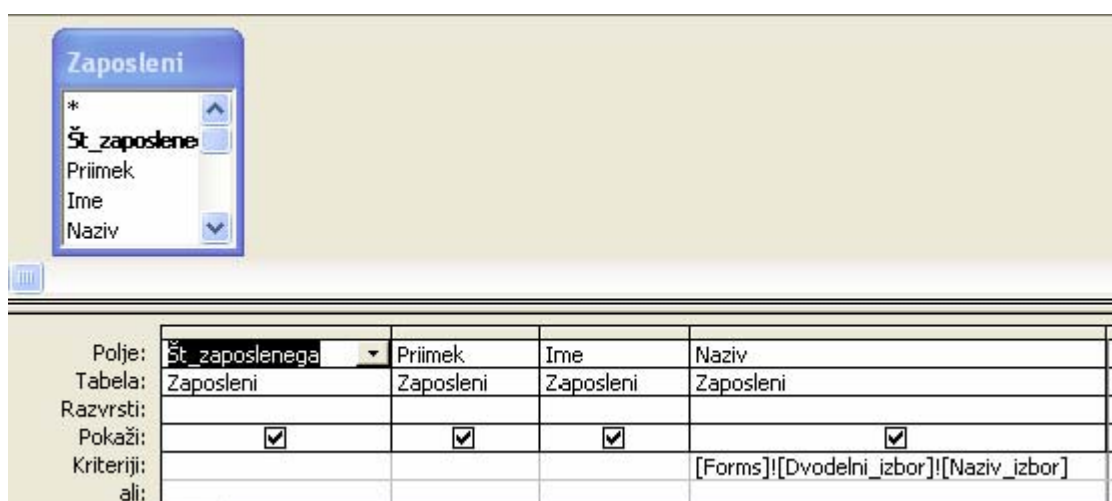 Zaposleni
*
Št_zaposlene
Priimek
Ime
Naziv
Polje: Št_zaposlenega Priimek Ime Naziv
Tabela: Zaposleni Zaposleni Zaposleni Zaposleni
Razvrsti:
Pokaži:
Kriteriji: [Forms]![Dvodelni_izbor]![Naziv_izbor]
ali: